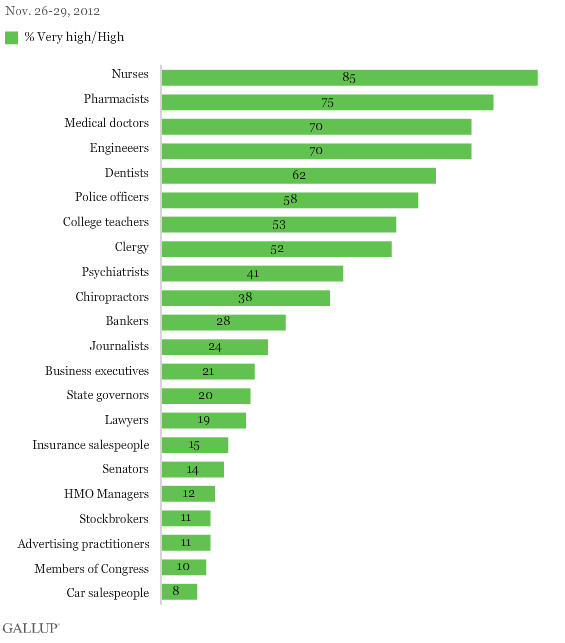 Nov. 26-29, 2012
% Very high/High
Nurses 85
Pharmacists 75
Medical doctors 70
Engineeers 70
Dentists 62
Police officers 58
College teachers 53
Clergy 52
Psychiatrists 41
Chiropractors 38
Bankers 28
Journalists 24
Business executives 21
State governors 20
Lawyers 19
Insurance salespeople 15
Senators 14
HMO Managers 12
Stockbrokers 11
Advertising practitioners 11
Members of Congress 10
Car salespeople 8
GALLUP